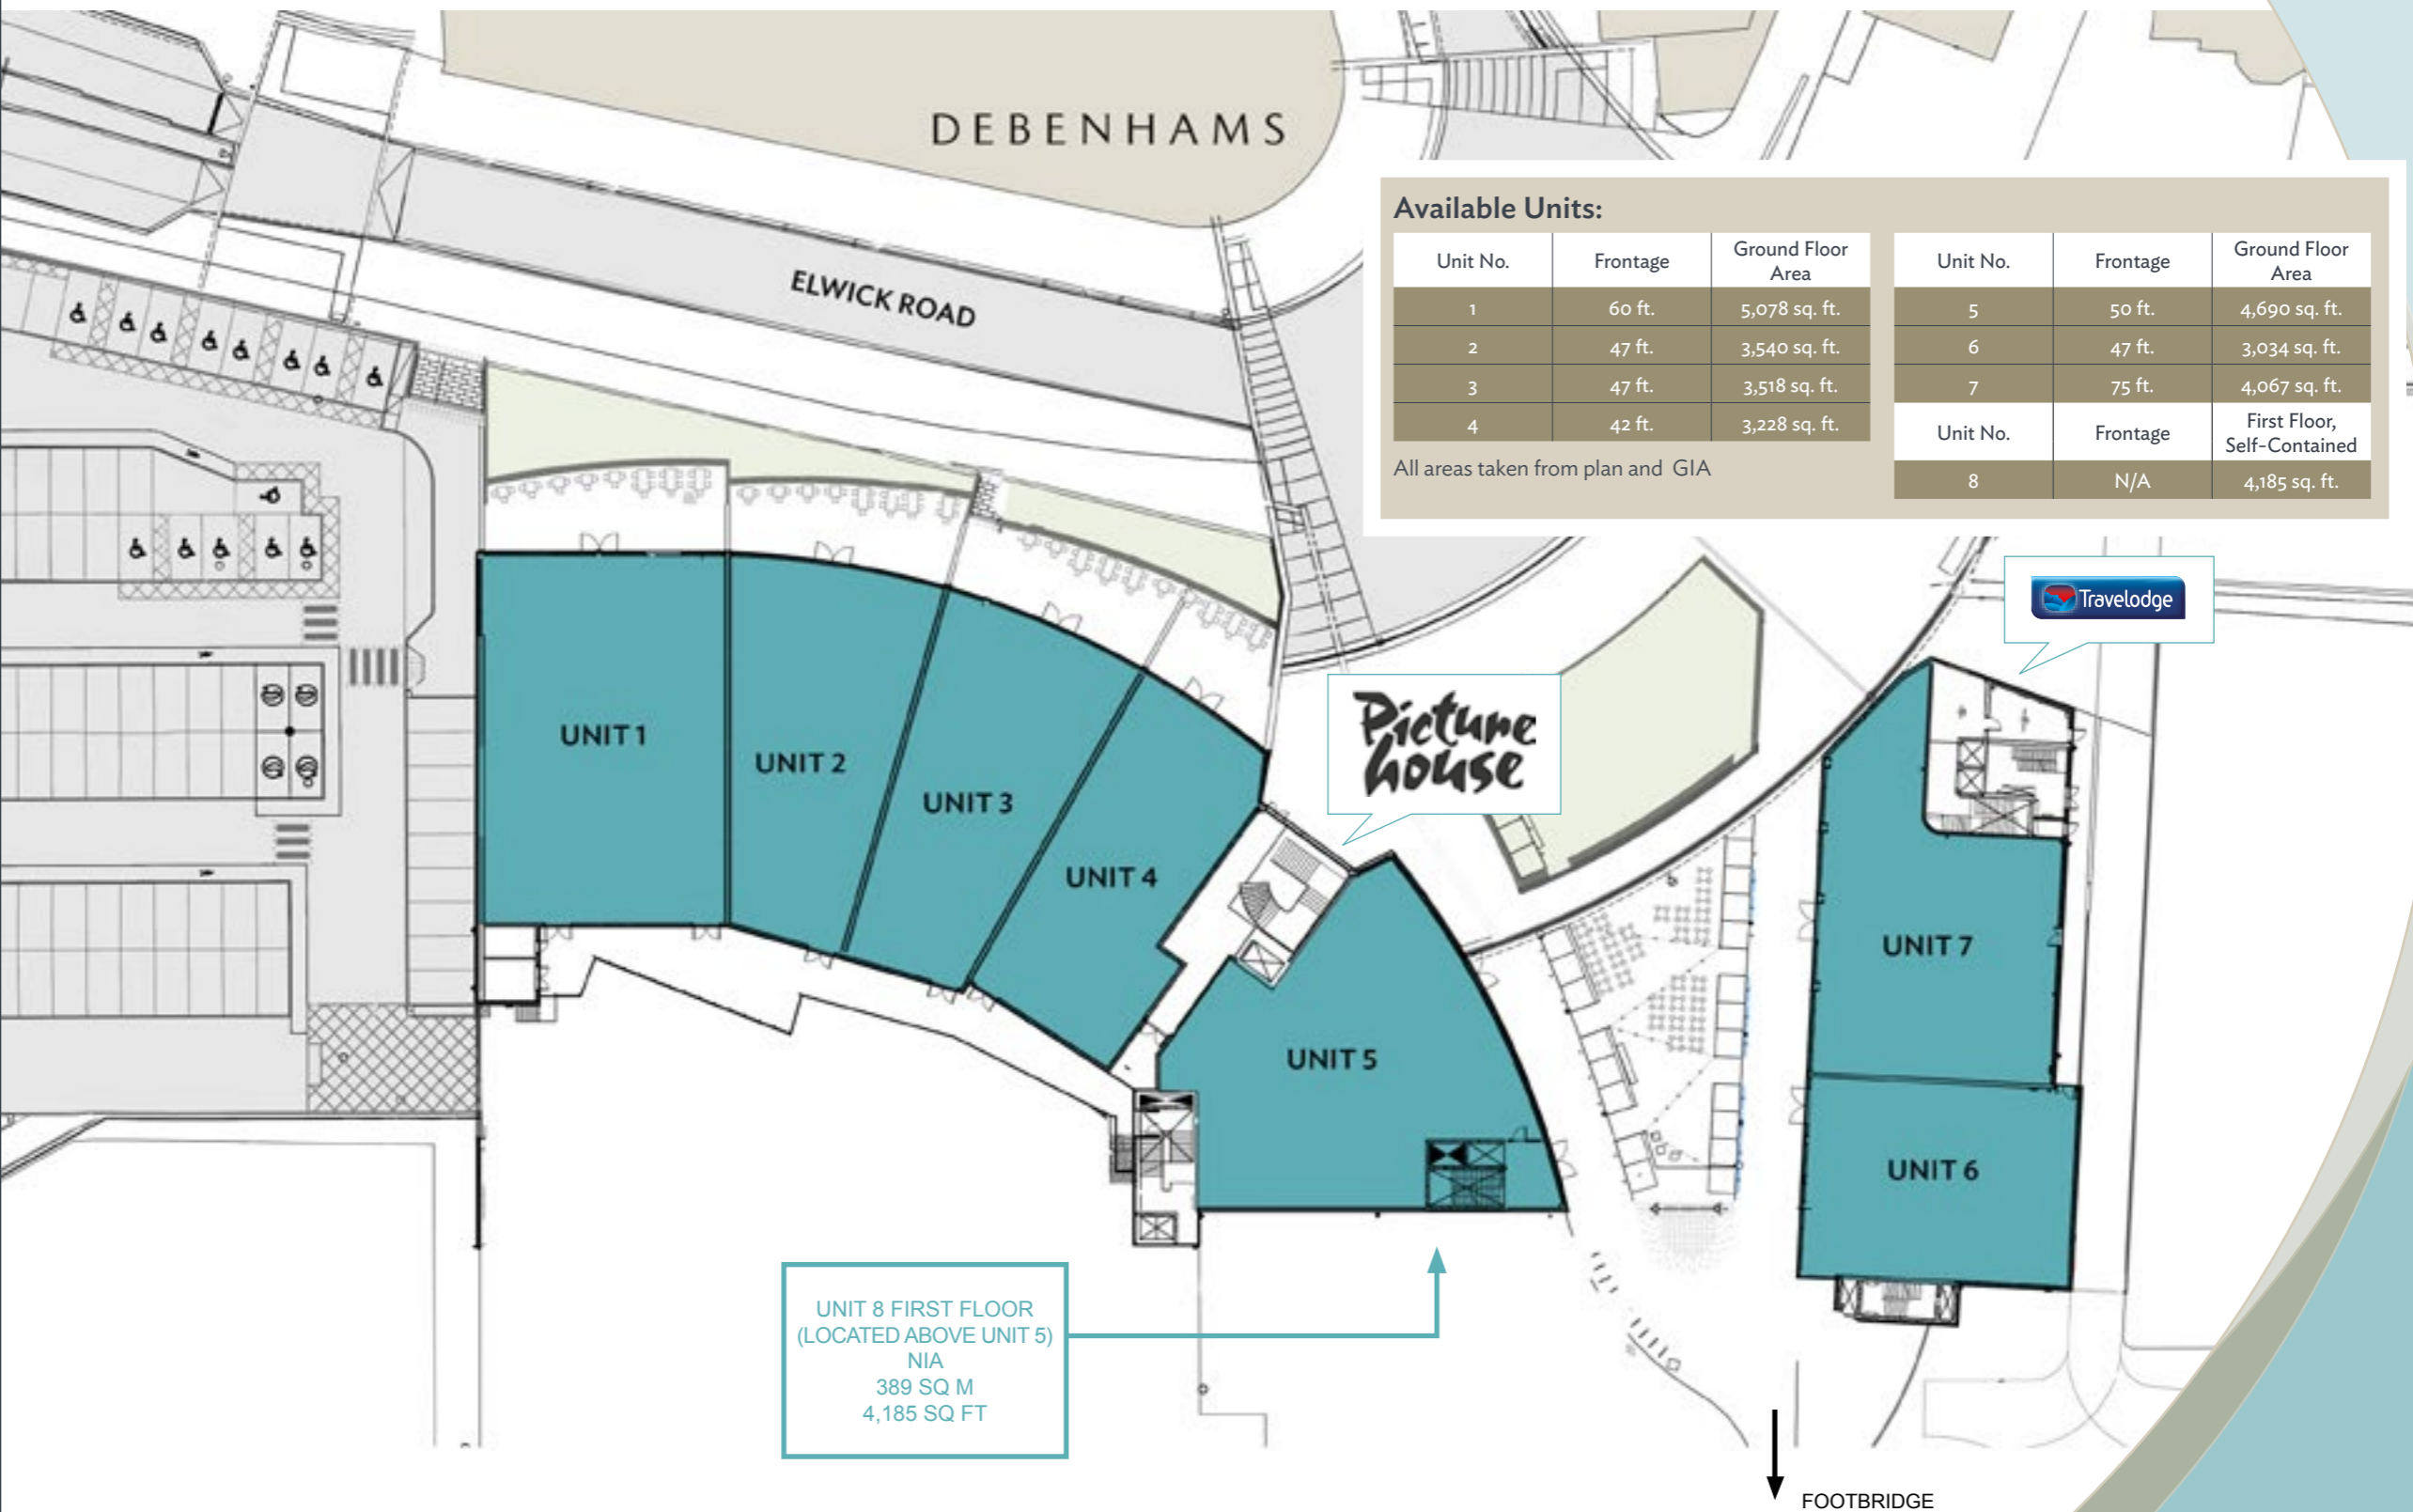 DEBENHAMS
ELWICK ROAD
Available Units:
Unit No. Frontage Ground Floor Area
1 60 ft. 5,078 sq. ft.
2 47 ft. 3,540 sq. ft.
3 47 ft. 3,518 sq. ft.
4 42 ft. 3,228 sq. ft.
All areas taken from plan and GIA
Unit No. Frontage Ground Floor Area
5 50 ft. 4,690 sq. ft.
6 47 ft. 3,034 sq. ft.
7 75 ft. 4,067 sq. ft.
Unit No. Frontage First Floor, Self-Contained
8 N/A 4,185 sq. ft.
Travelodge
Picture
house
UNIT 1
UNIT 2
UNIT 3
UNIT 4
UNIT 5
UNIT 7
UNIT 6
UNIT 8 FIRST FLOOR
(LOCATED ABOVE UNIT 5)
NIA
389 SQ M
4,185 SQ FT
FOOTBRIDGE